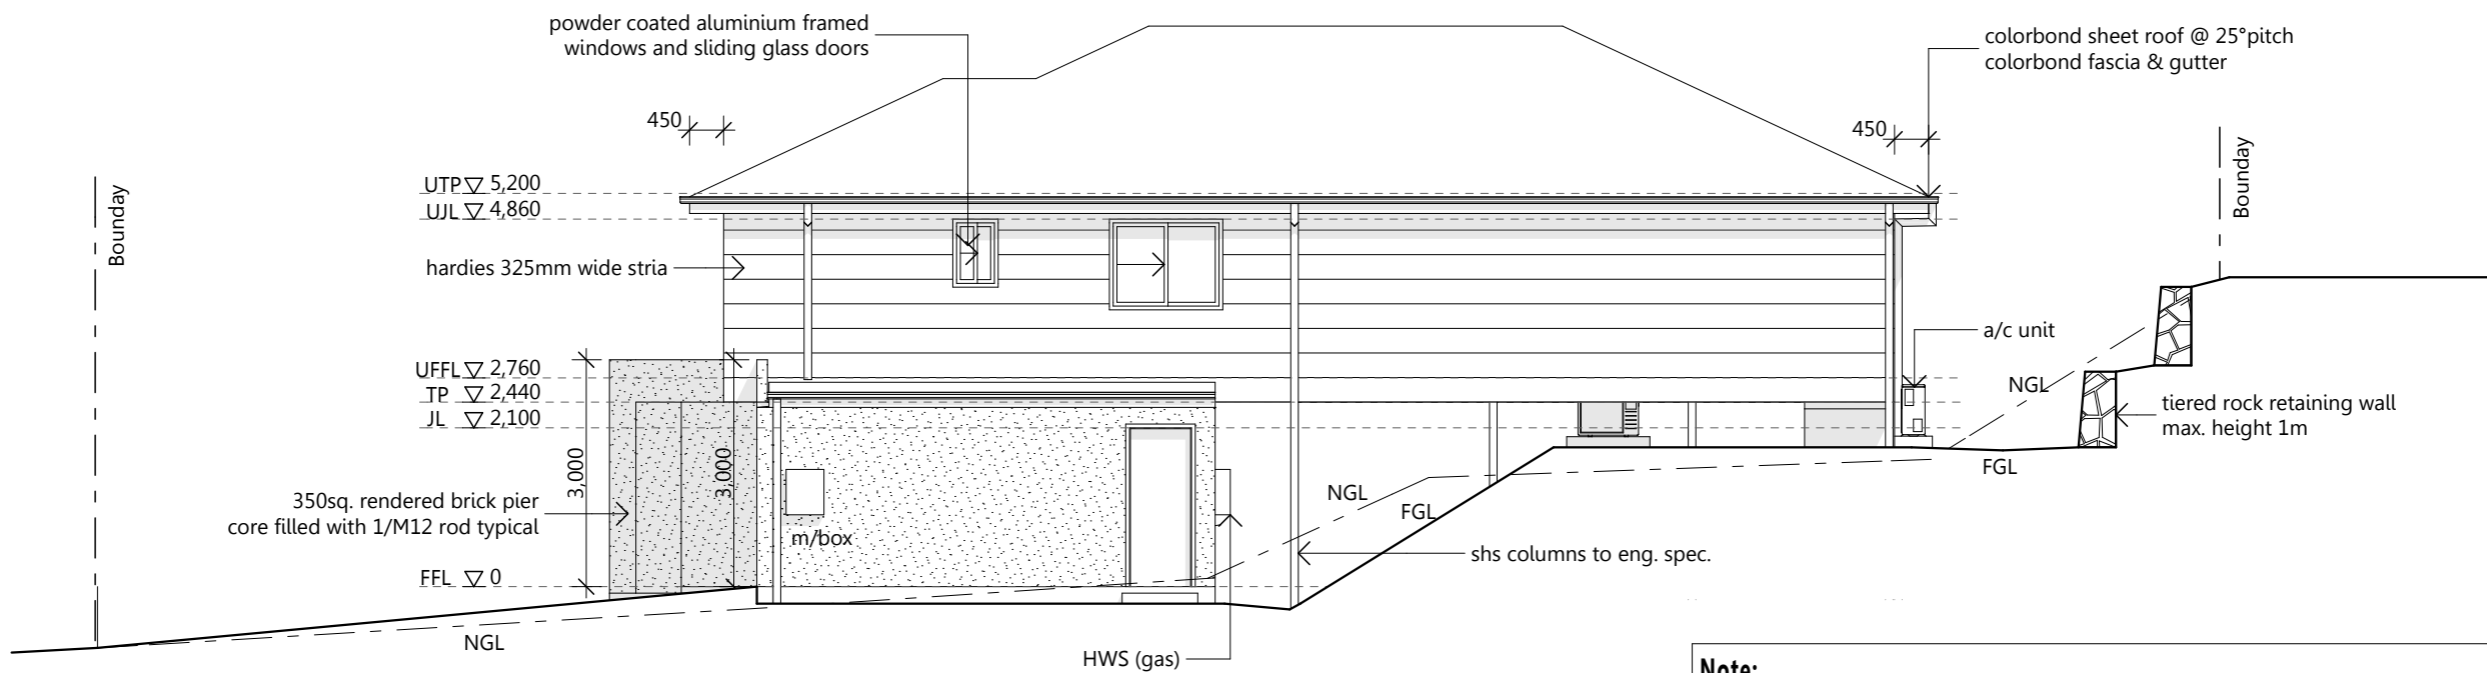 powder coated aluminium framed
windows and sliding glass doors
colorbond sheet roof @ 25°pitch
colorbond fascia & gutter
450
450
Bounday
Bounday
UTP 5,200
UJL 4,860
hardies 325mm wide stria
a/c unit
UFFL 2,760
TP 2,440
JL 2,100
NGL
tiered rock retaining wall
max. height 1m
3,000
3,000
FGL
350sq. rendered brick pier
core filled with 1/M12 rod typical
NGL
FGL
m/box
shs columns to eng. spec.
FFL 0
NGL
HWS (gas)
Note: